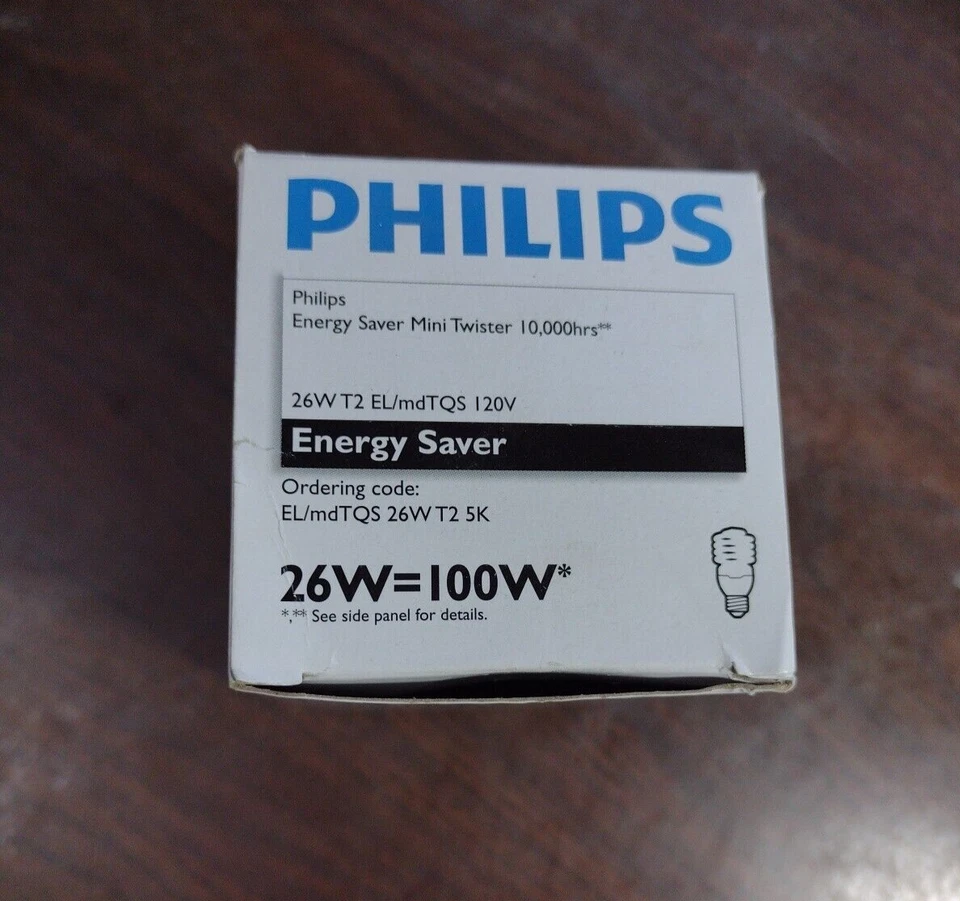 PHILIPS
Philips
Energy Saver Mini Twister 10,000hrs**
26W T2 EL/mdTQS 120V
Energy Saver
Ordering code:
EL/mdTQS 26W T2 5K
26W=100W*
*,** See side panel for details.